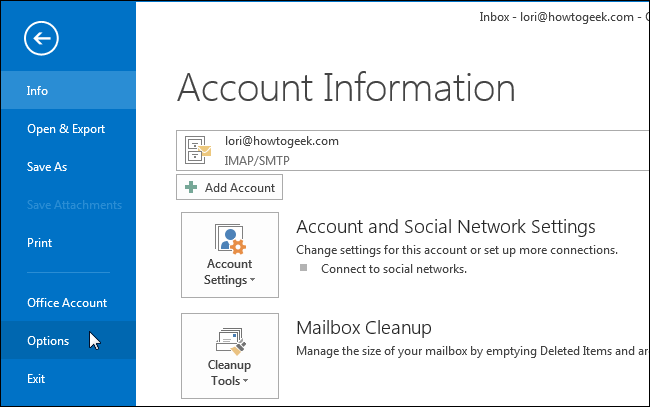 Inbox - lori@howtogeek.com -
Info
Open & Export
Save As
Save Attachments
Print
Office Account
Options
Exit
Account Information
lori@howtogeek.com
IMAP/SMTP
Add Account
Account
Settings
Account and Social Network Settings
Change settings for this account or set up more connections.
Connect to social networks.
Cleanup
Tools
Mailbox Cleanup
Manage the size of your mailbox by emptying Deleted Items and